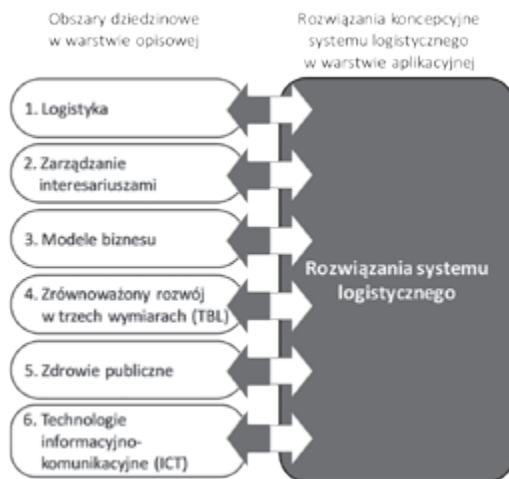 Obszary dziedzinowe
w warstwie opisowej
Rozwiązania koncepcyjne
systemu logistycznego
w warstwie aplikacyjnej
1. Logistyka
2. Zarządzanie
interesariuszami
3. Modele biznesu
4. Zrównoważony rozwój
w trzech wymiarach (TBL)
5. Zdrowie publiczne
6. Technologie
informacyjno-
komunikacyjne (ICT)
Rozwiązania systemu
logistycznego